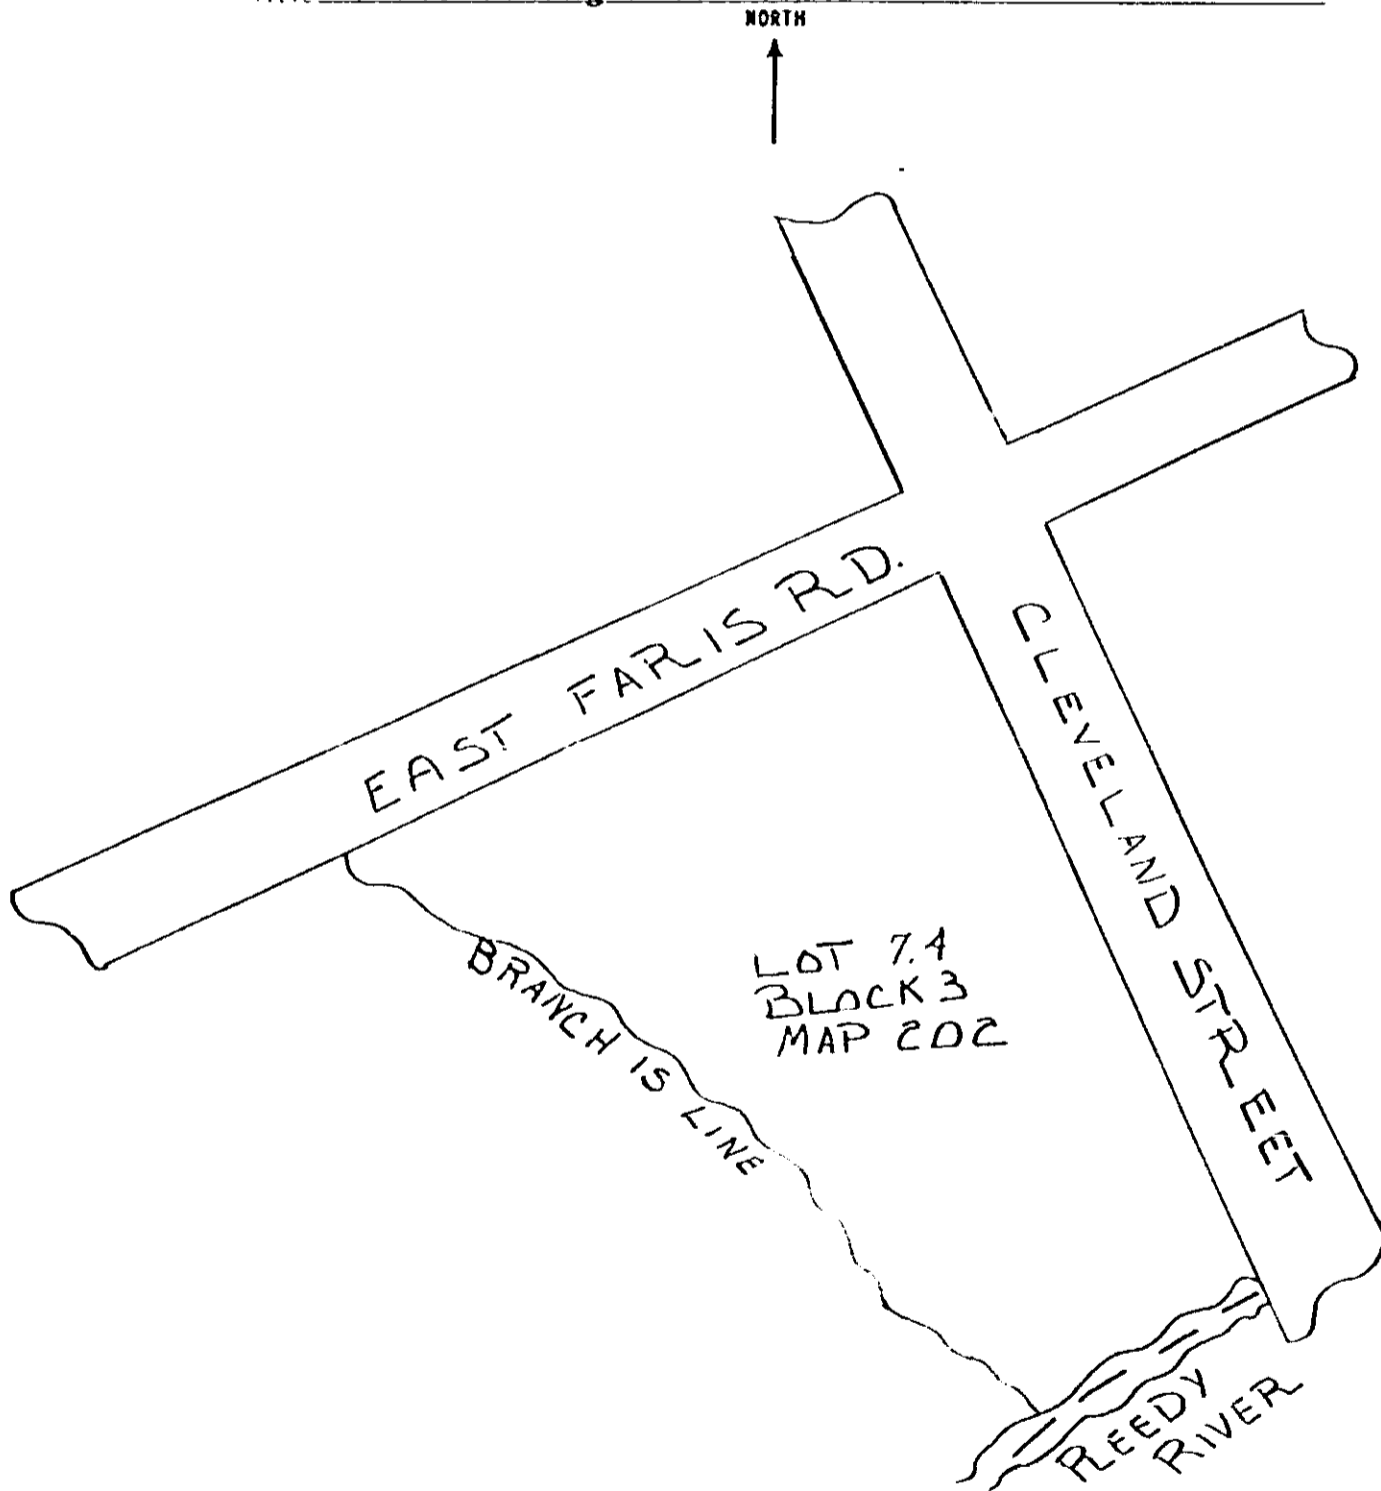 NORTH
EAST FARIS RD.
CLEVELAND STREET
LOT 7.4
BLOCK 3
MAP 202
BRANCH IS LINE
REEDY
RIVER